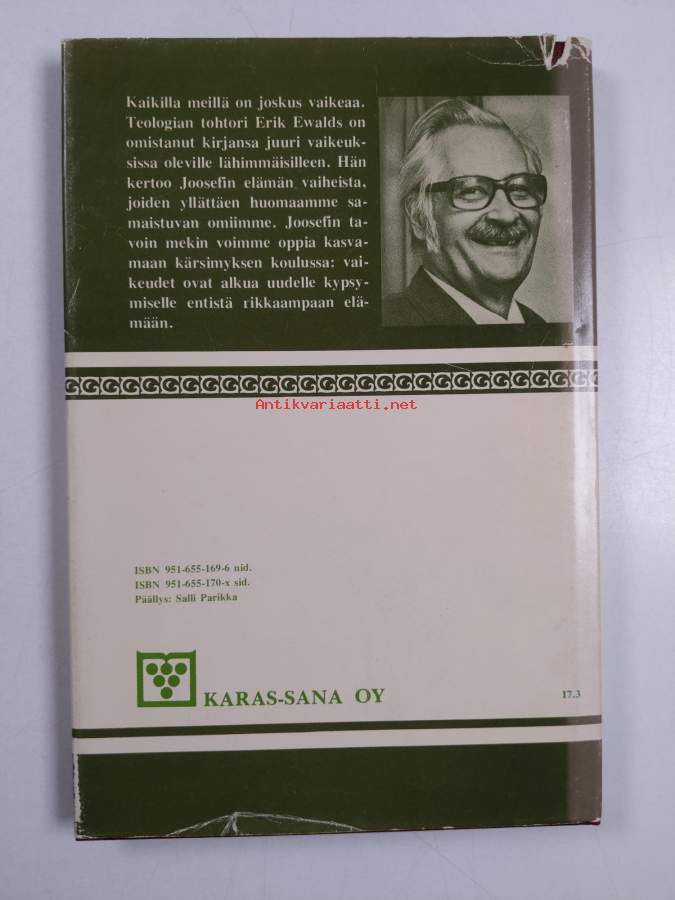 Kaikilla meillä on joskus vaikeaa.
Teologian tohtori Erik Ewalds on
omistanut kirjansa juuri vaikeuk-
sissa oleville lähimmäisilleen. Hän
kertoo Joosefin elämän vaiheista,
joiden yllättäen huomaamme sa-
maistuvan omiimme. Joosefin ta-
voin mekin voimme oppia kasva-
maan kärsimyksen koulussa: vai-
keudet ovat alkua uudelle kypsy-
miselle entistä rikkaampaan elä-
mään.
Antikvariaatti.net
ISBN 951-655-169-6 nid.
ISBN 951-655-170-x sid.
Päällys: Salli Parikka
KARAS-SANA OY
17.3